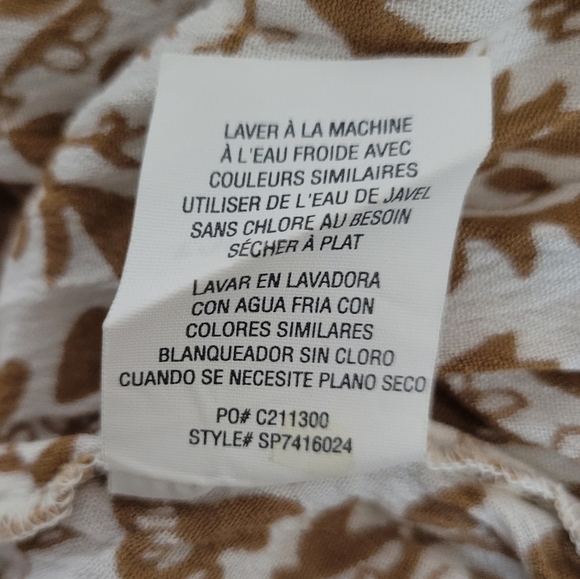 LAVER À LA MACHINE
À L'EAU FROIDE AVEC
COULEURS SIMILAIRES
UTILISER DE L'EAU DE JAVEL
SANS CHLORE AU BESOIN
SÉCHER À PLAT
LAVAR EN LAVADORA
CON AGUA FRIA CON
COLORES SIMILARES
BLANQUEADOR SIN CLORO
CUANDO SE NECESITE PLANO SECO
PO# C211300
STYLE# SP7416024